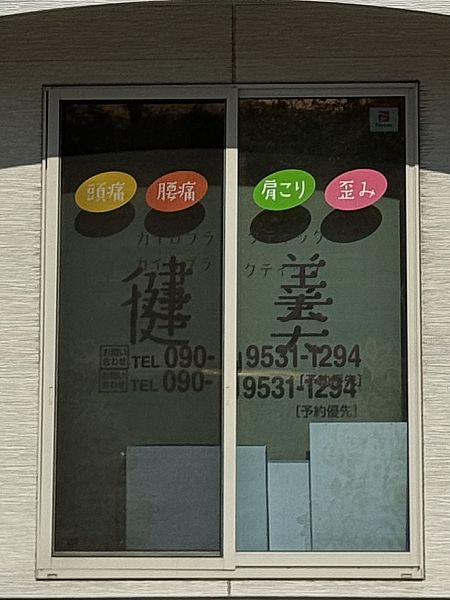 頭痛 腰痛 肩こり 歪み
カイロプラクティック
健美
お問い合わせ TEL 090-9531-1294
[予約優先]